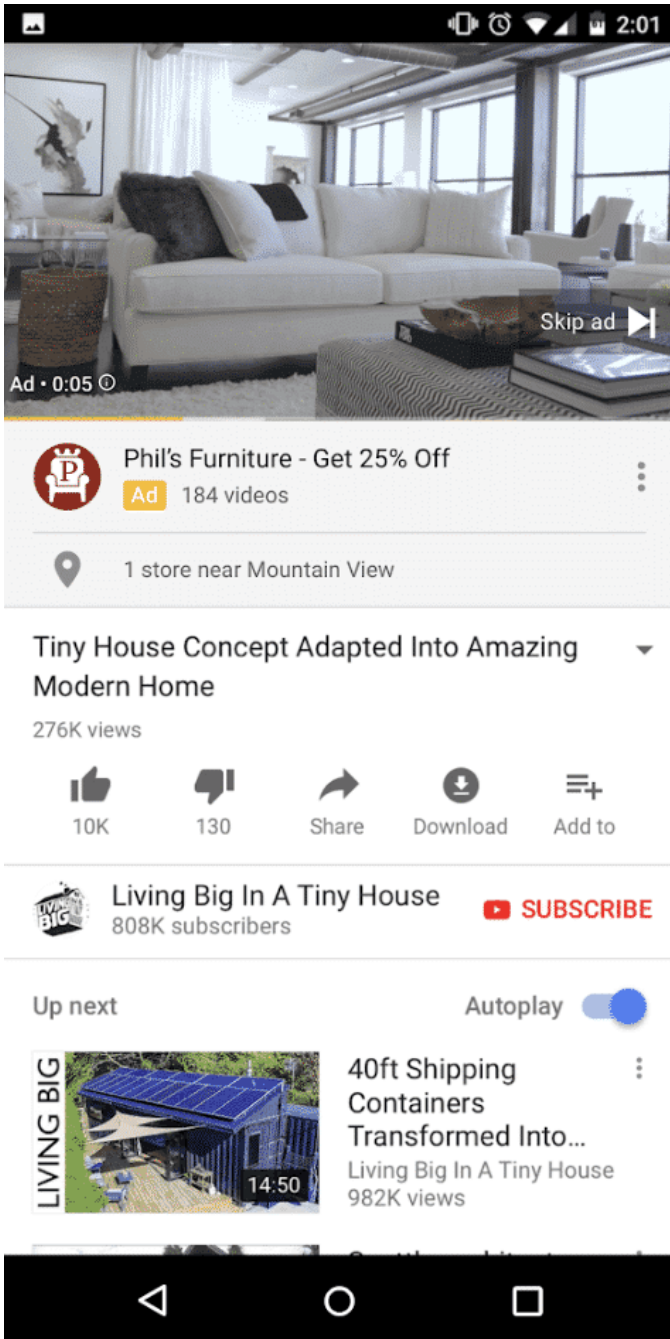 2:01
Skip ad
Ad • 0:05
Phil's Furniture - Get 25% Off
P
Ad 184 videos
1 store near Mountain View
Tiny House Concept Adapted Into Amazing
Modern Home
276K views
10K
130
Share
Download
Add to
Living Big In A Tiny House
LIVING
BIG
808K subscribers
SUBSCRIBE
Up next
Autoplay
LIVING BIG
14:50
40ft Shipping
Containers
Transformed Into...
Living Big In A Tiny House
982K views